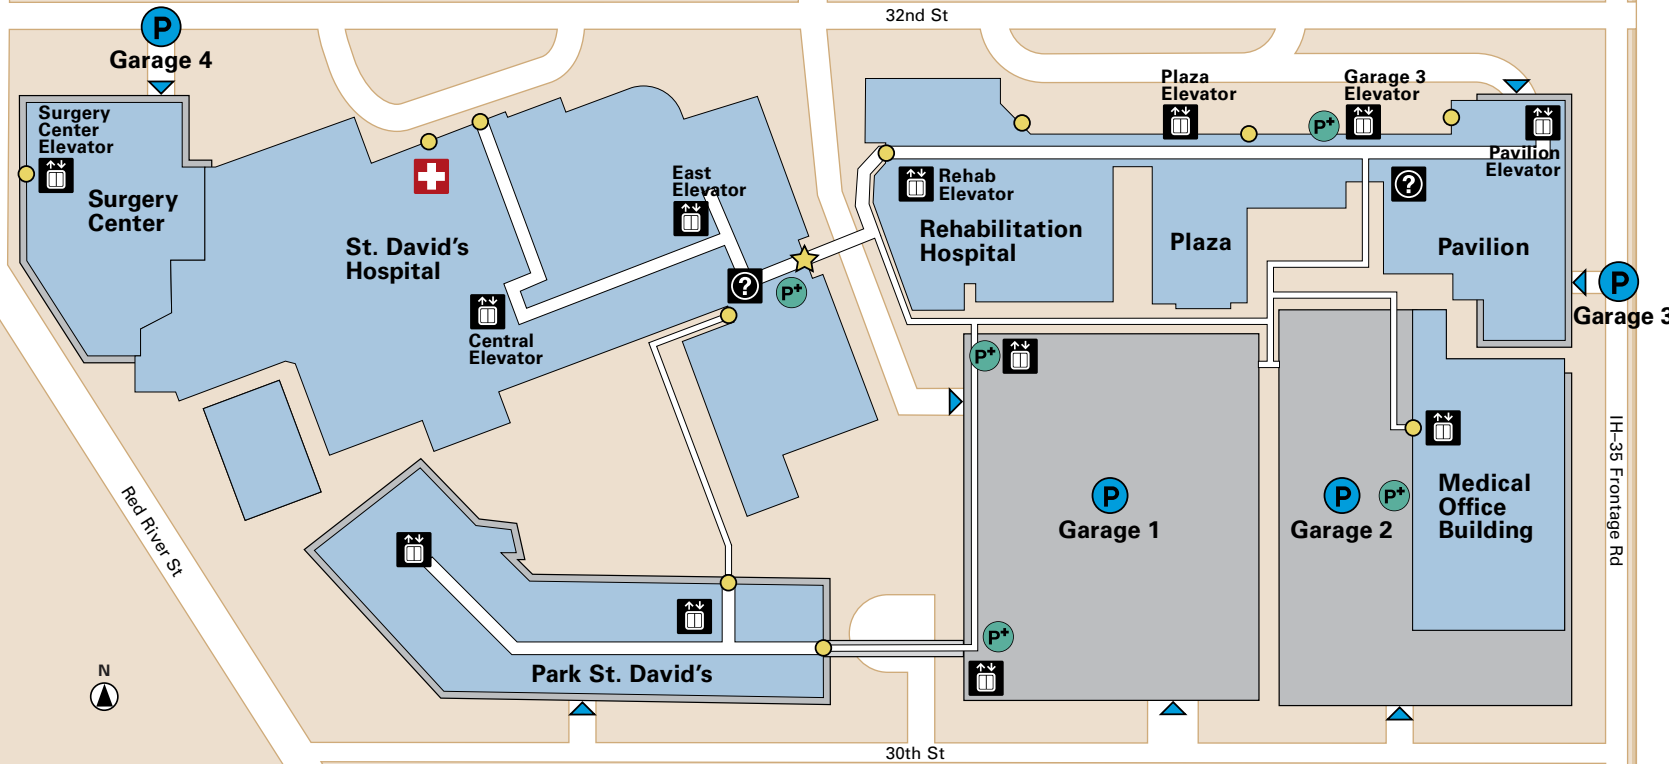 32nd St
P
Garage 4
Surgery
Center
Elevator
Surgery
Center
St. David's
Hospital
East
Elevator
Central
Elevator
?
P+
Plaza
Elevator
Garage 3
Elevator
P+
Pavilion
Elevator
Rehab
Elevator
?
Rehabilitation
Hospital
Plaza
Pavilion
P
Garage 3
P+
P
Garage 1
P
P+
Garage 2
Medical
Office
Building
IH–35 Frontage Rd
Red River St
P+
Park St. David's
N
30th St